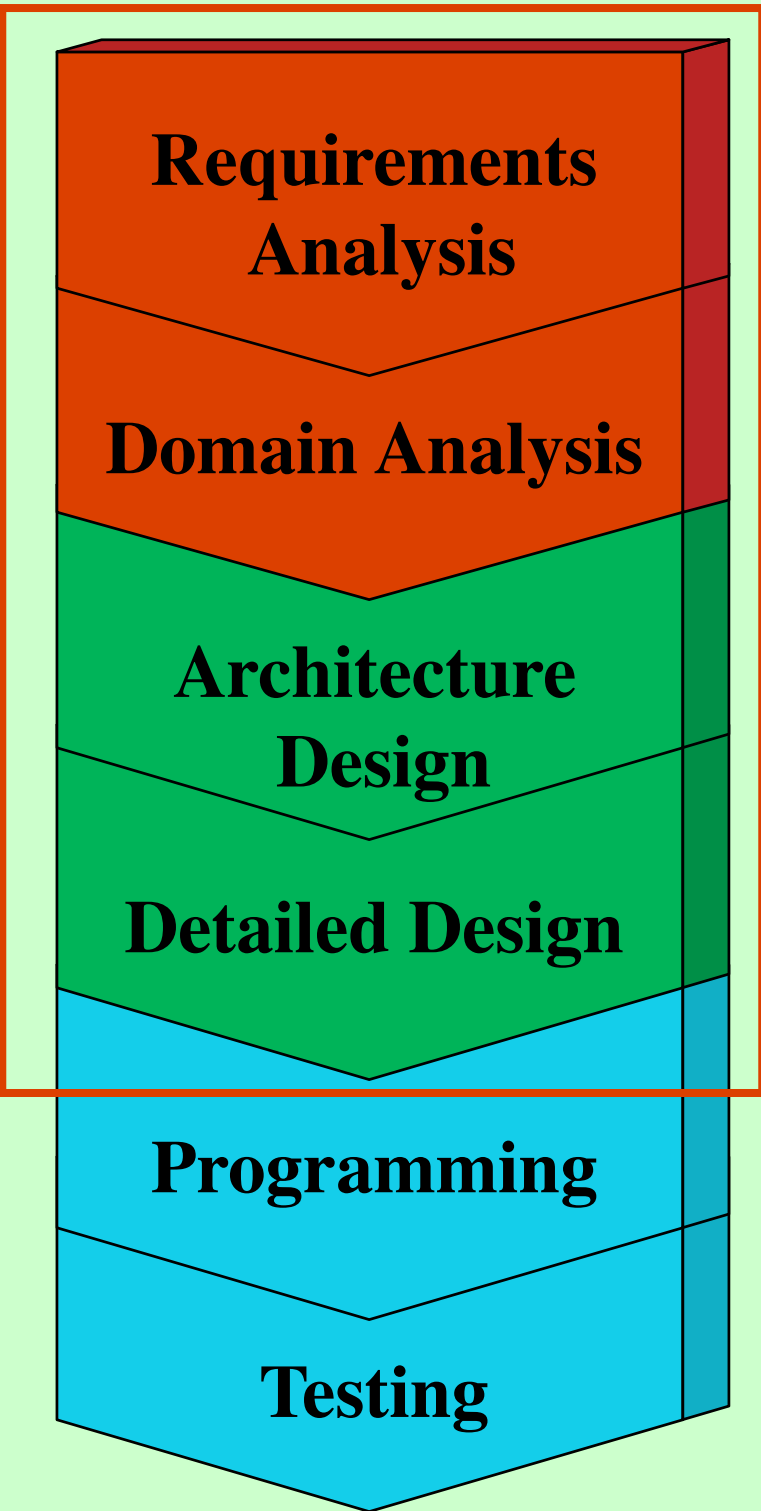 Requirements
Analysis
Domain Analysis
Architecture
Design
Detailed Design
Programming
Testing